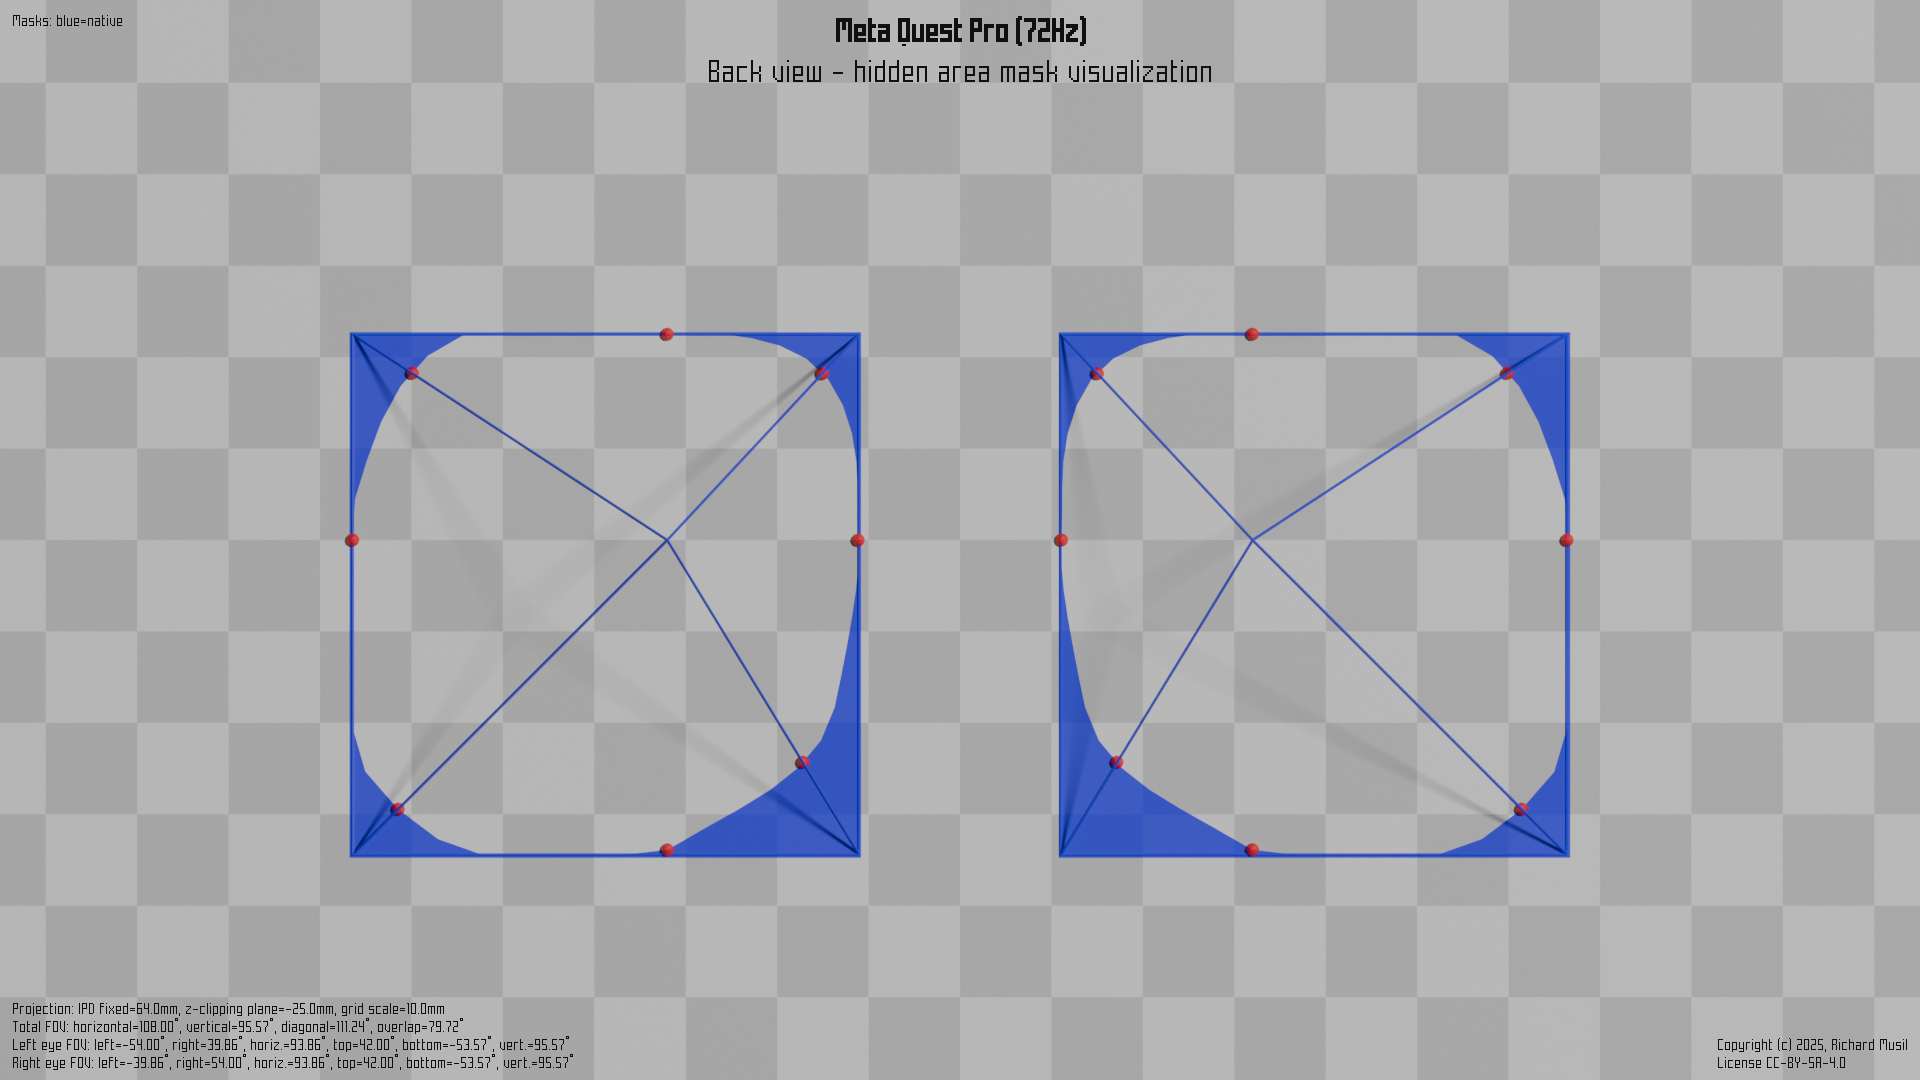 Masks: blue=native
Meta Quest Pro (72Hz)
Back view - hidden area mask visualization
Projection: IPD fixed=64.0mm, z-clipping plane=-25.0mm, grid scale=10.0mm
Total FOV: horizontal=108.00°, vertical=95.57°, diagonal=111.24°, overlap=79.72°
Left eye FOV: left=-54.00°, right=39.86°, horiz.=93.86°, top=42.00°, bottom=-53.57°, vert.=95.57°
Right eye FOV: left=-39.86°, right=54.00°, horiz.=93.86°, top=42.00°, bottom=-53.57°, vert.=95.57°
Copyright (c) 2025, Richard Musil
License CC-BY-SA-4.0